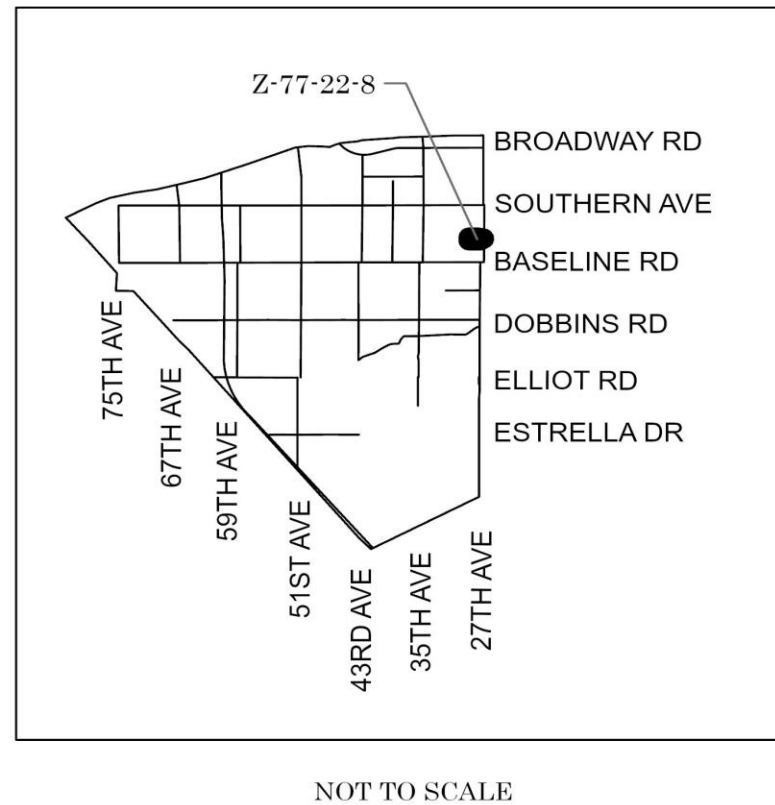 Z-77-22-8
BROADWAY RD
SOUTHERN AVE
BASELINE RD
DOBBINS RD
ELLIOT RD
ESTRELLA DR
75TH AVE
67TH AVE
59TH AVE
51ST AVE
43RD AVE
35TH AVE
27TH AVE
NOT TO SCALE